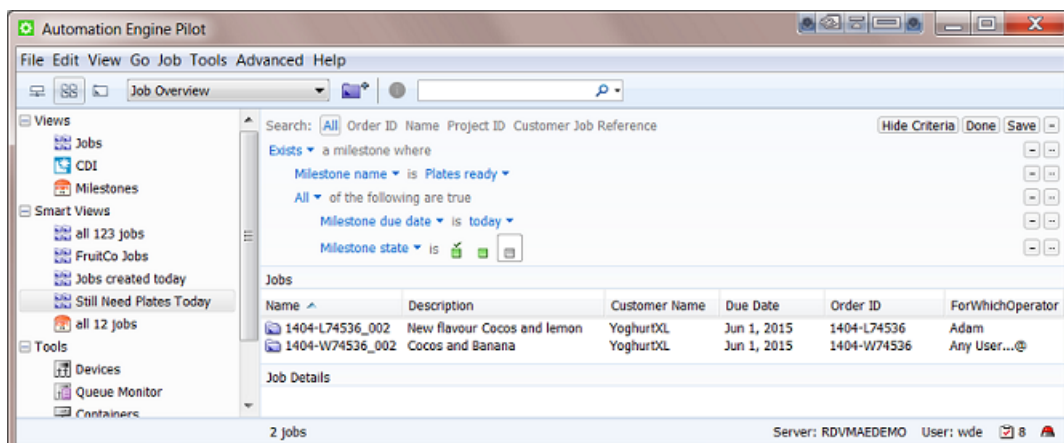 Automation Engine Pilot
File Edit View Go Job Tools Advanced Help
Job Overview
Views
Jobs
CDI
Milestones
Smart Views
all 123 jobs
FruitCo Jobs
Jobs created today
Still Need Plates Today
all 12 jobs
Tools
Devices
Queue Monitor
Containers
Search: All Order ID Name Project ID Customer Job Reference Hide Criteria Done Save
Exists a milestone where
Milestone name is Plates ready
All of the following are true
Milestone due date is today
Milestone state is
Jobs
Name Description Customer Name Due Date Order ID ForWhichOperator
1404-L74536_002 New flavour Cocos and lemon YoghurtXL Jun 1, 2015 1404-L74536 Adam
1404-W74536_002 Cocos and Banana YoghurtXL Jun 1, 2015 1404-W74536 Any User...@
Job Details
2 jobs Server: RDVMAEDEMO User: wde 8